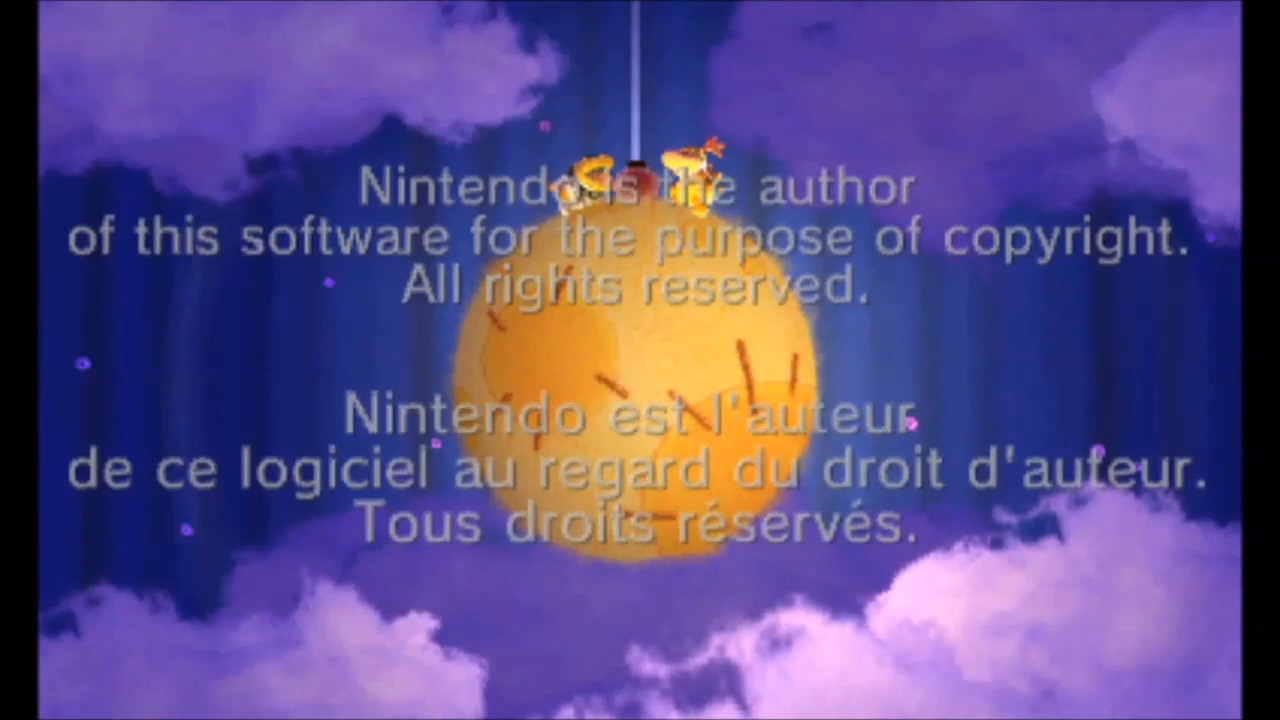 Nintendo is the author
of this software for the purpose of copyright.
All rights reserved.
Nintendo est l'auteur
de ce logiciel au regard du droit d'auteur.
Tous droits réservés.